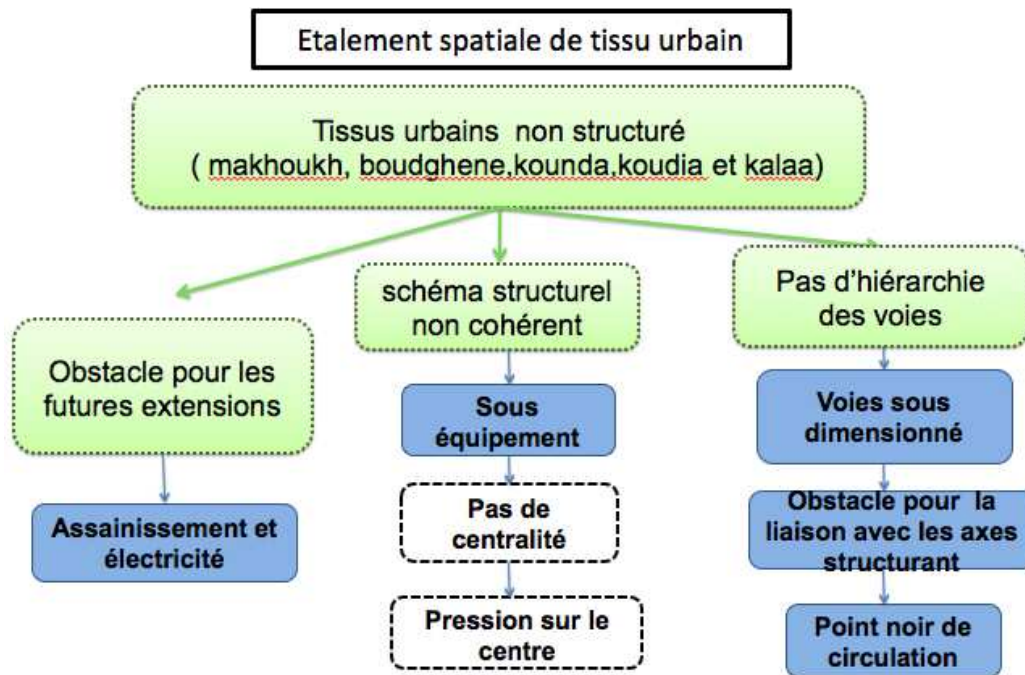 Etalement spatiale de tissu urbain
Tissus urbains non structuré
( makhoukh, boudghene,kounda,koudia et kalaa)
Obstacle pour les
futures extensions
Assainissement et
électricité
schéma structurel
non cohérent
Sous
équipement
Pas de
centralité
Pression sur le
centre
Pas d'hiérarchie
des voies
Voies sous
dimensionné
Obstacle pour la
liaison avec les axes
structurant
Point noir de
circulation